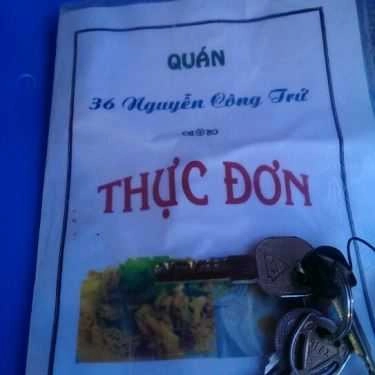 QUÁN
36 Nguyễn Công Trứ
THỰC ĐƠN